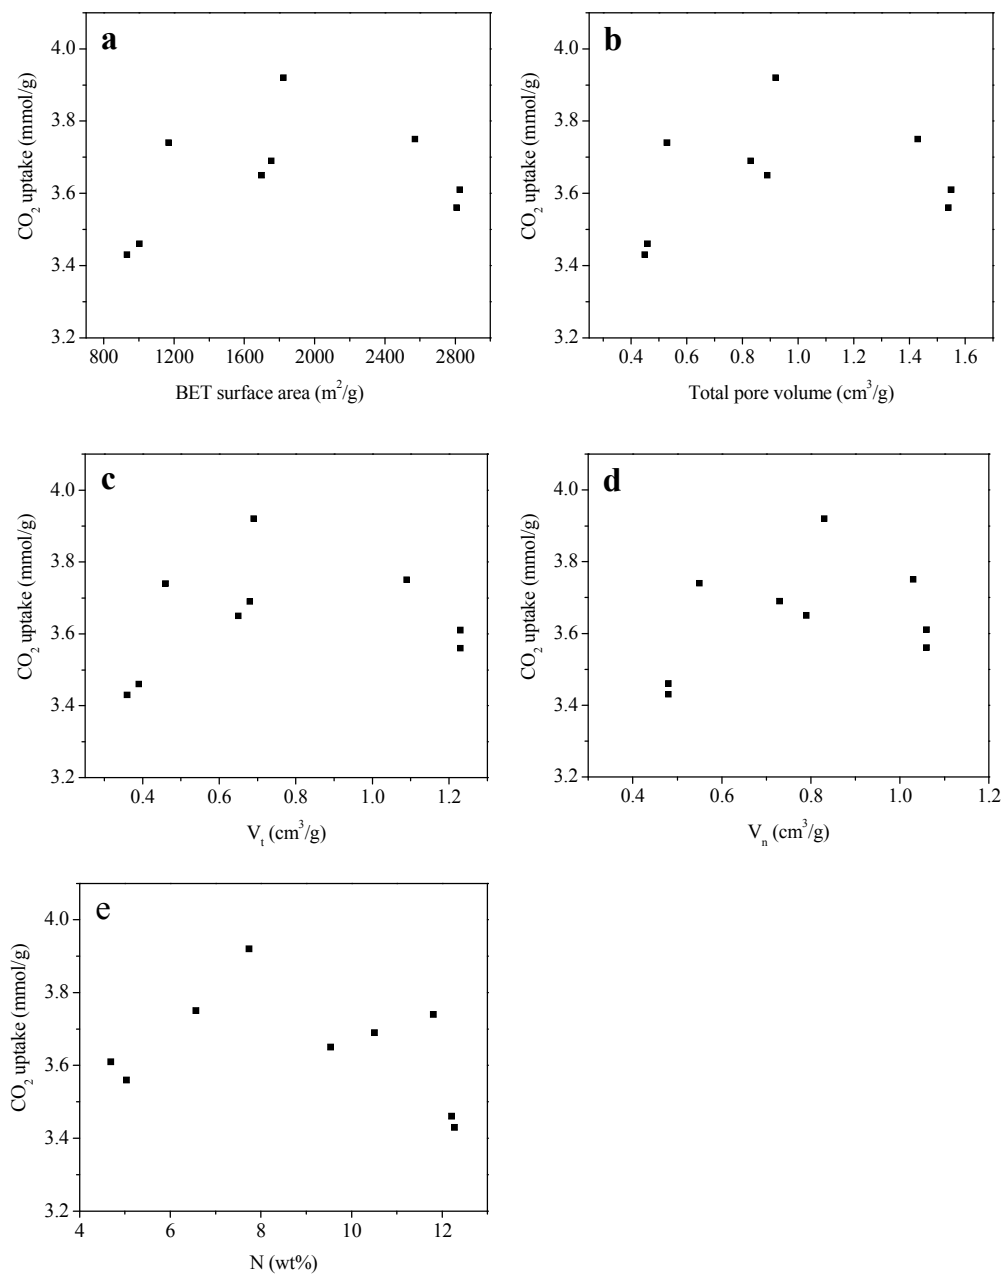 a
4.0
3.8
3.6
3.4
3.2
CO2 uptake (mmol/g)
800 1200 1600 2000 2400 2800
BET surface area (m²/g)
b
4.0
3.8
3.6
3.4
3.2
CO2 uptake (mmol/g)
0.4 0.6 0.8 1.0 1.2 1.4 1.6
Total pore volume (cm³/g)
c
4.0
3.8
3.6
3.4
3.2
CO2 uptake (mmol/g)
0.4 0.6 0.8 1.0 1.2
Vt (cm³/g)
d
4.0
3.8
3.6
3.4
3.2
CO2 uptake (mmol/g)
0.4 0.6 0.8 1.0 1.2
Vn (cm³/g)
e
4.0
3.8
3.6
3.4
3.2
CO2 uptake (mmol/g)
4 6 8 10 12
N (wt%)